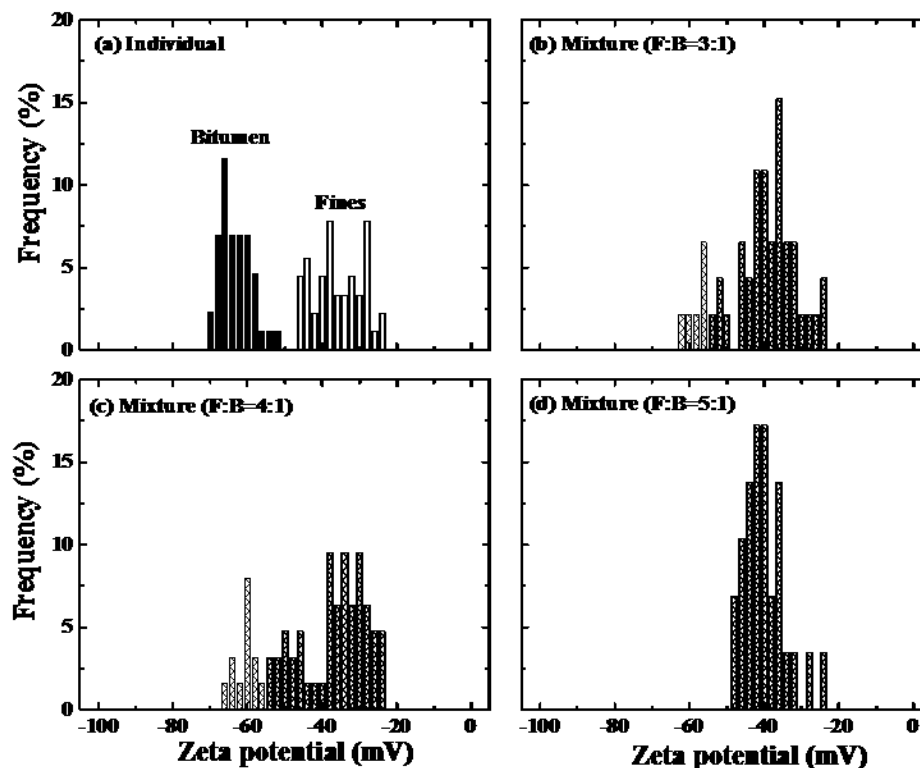 20
15
10
5
0
Frequency (%)
(a) Individual
Bitumen
Fines
(b) Mixture (F:B=3:1)
20
15
10
5
0
Frequency (%)
(c) Mixture (F:B=4:1)
(d) Mixture (F:B=5:1)
-100 -80 -60 -40 -20 0
-100 -80 -60 -40 -20 0
Zeta potential (mV)
Zeta potential (mV)